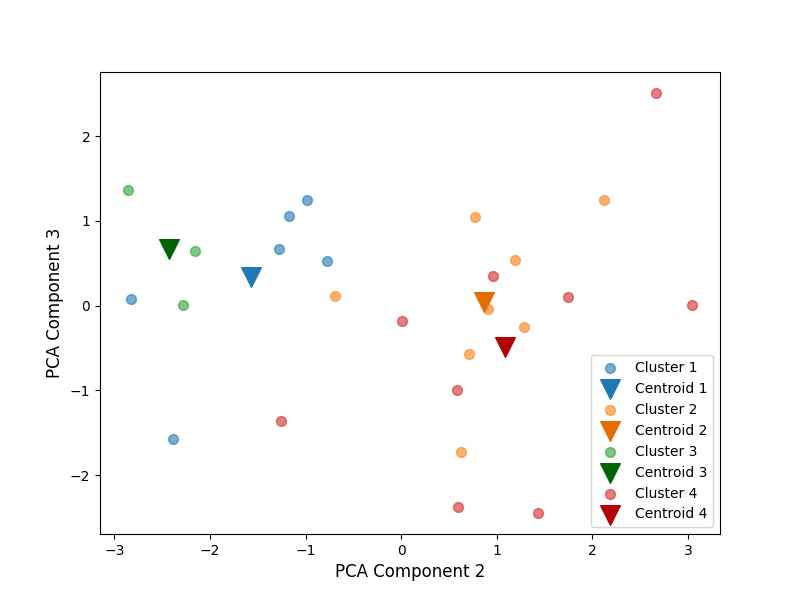 2
1
0
−1
−2
PCA Component 3
−3
−2
−1
0
1
2
3
PCA Component 2
Cluster 1
Centroid 1
Cluster 2
Centroid 2
Cluster 3
Centroid 3
Cluster 4
Centroid 4